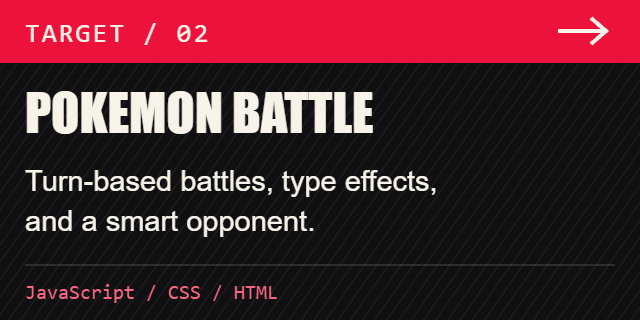 TARGET / 02
POKEMON BATTLE
Turn-based battles, type effects,
and a smart opponent.
JavaScript / CSS / HTML